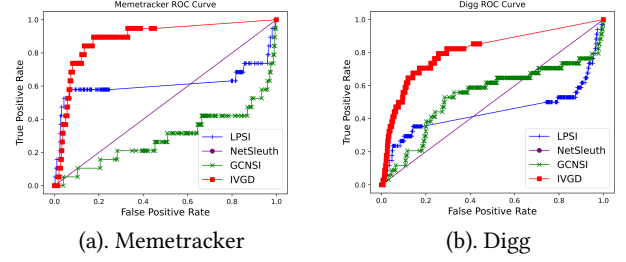 Memetracker ROC Curve
True Positive Rate
1.0
0.8
0.6
0.4
0.2
0.0
LPSI
NetSleuth
GCNSI
IVGD
0.0 0.2 0.4 0.6 0.8 1.0
False Positive Rate
(a). Memetracker
Digg ROC Curve
True Positive Rate
1.0
0.8
0.6
0.4
0.2
0.0
LPSI
NetSleuth
GCNSI
IVGD
0.0 0.2 0.4 0.6 0.8 1.0
False Positive Rate
(b). Digg